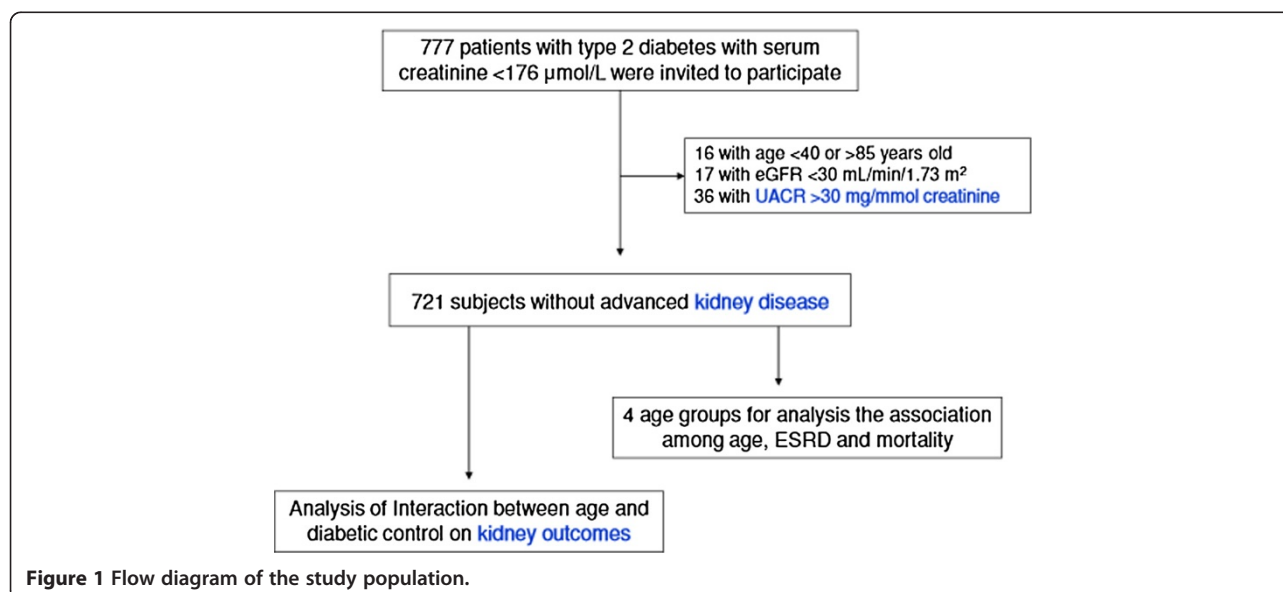 777 patients with type 2 diabetes with serum
creatinine <176 μmol/L were invited to participate
16 with age <40 or >85 years old
17 with eGFR <30 mL/min/1.73 m²
36 with UACR >30 mg/mmol creatinine
721 subjects without advanced kidney disease
4 age groups for analysis the association
among age, ESRD and mortality
Analysis of Interaction between age and
diabetic control on kidney outcomes
Figure 1 Flow diagram of the study population.